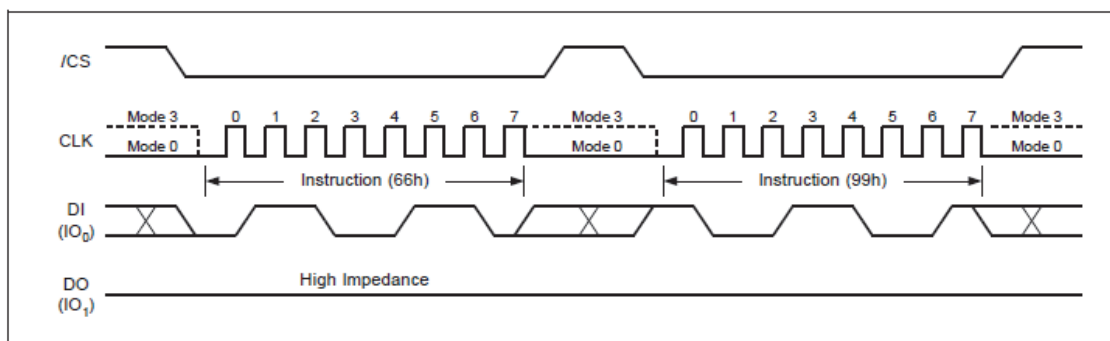 /CS
Mode 3 0 1 2 3 4 5 6 7 Mode 3 0 1 2 3 4 5 6 7 Mode 3
CLK
Mode 0 Mode 0 Mode 0
Instruction (66h) Instruction (99h)
DI
(IO0)
High Impedance
DO
(IO1)